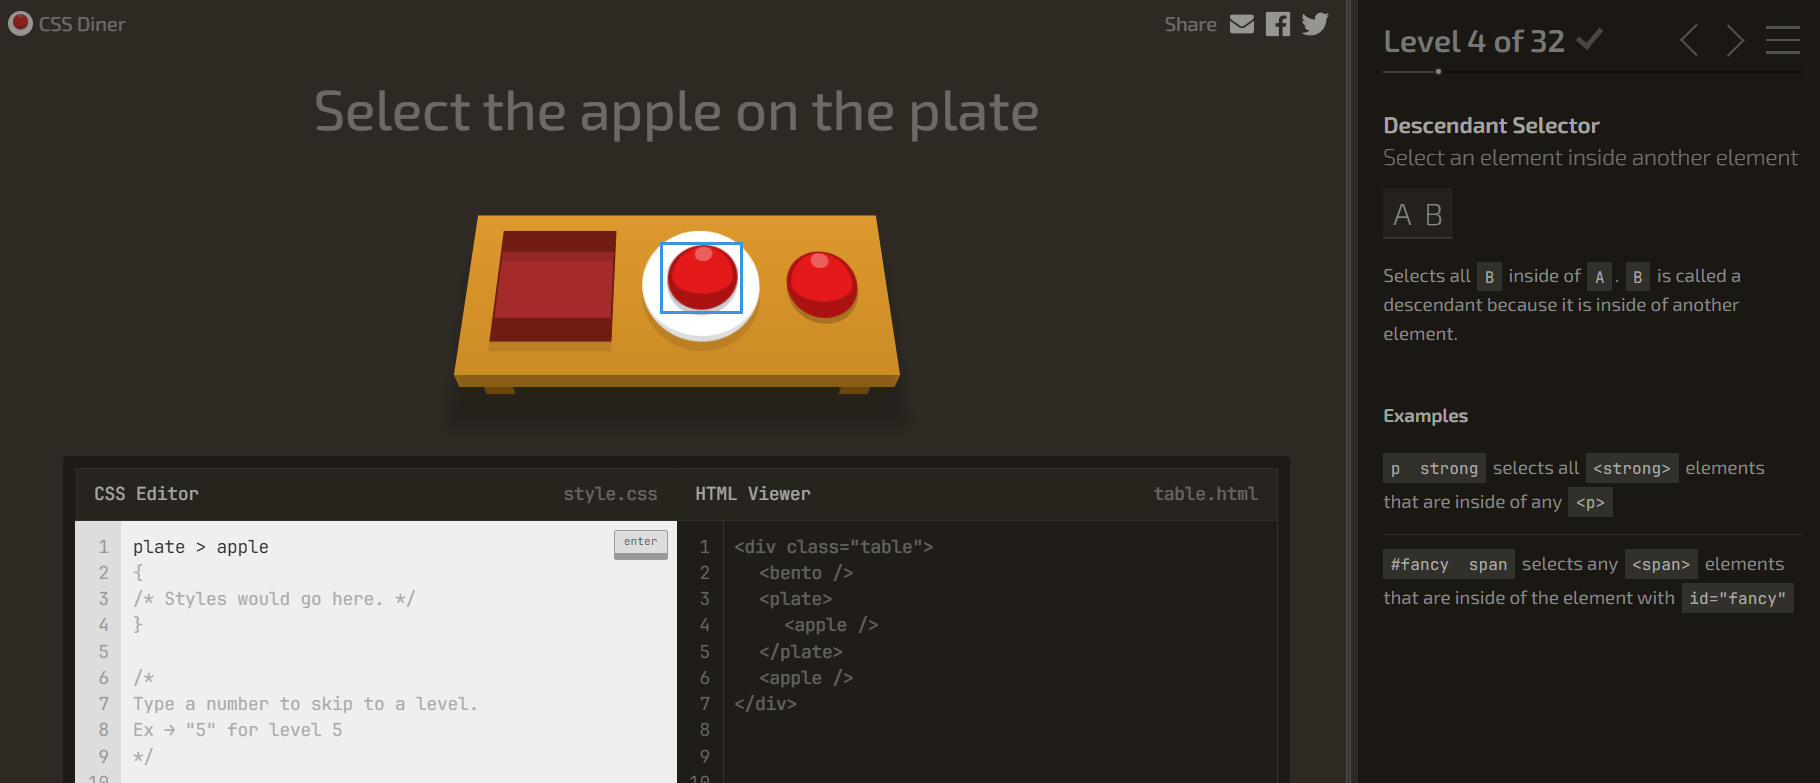 CSS Diner
Share
Select the apple on the plate
CSS Editor
style.css
1 plate > apple
enter
2 {
3 /* Styles would go here. */
4 }
5
6 /*
7 Type a number to skip to a level.
8 Ex → "5" for level 5
9 */
10
HTML Viewer
table.html
1 <div class="table">
2 <bento />
3 <plate>
4 <apple />
5 </plate>
6 <apple />
7 </div>
8
9
10
Level 4 of 32
Descendant Selector
Select an element inside another element
A B
Selects all B inside of A . B is called a
descendant because it is inside of another
element.
Examples
p strong selects all <strong> elements
that are inside of any <p>
#fancy span selects any <span> elements
that are inside of the element with id="fancy"